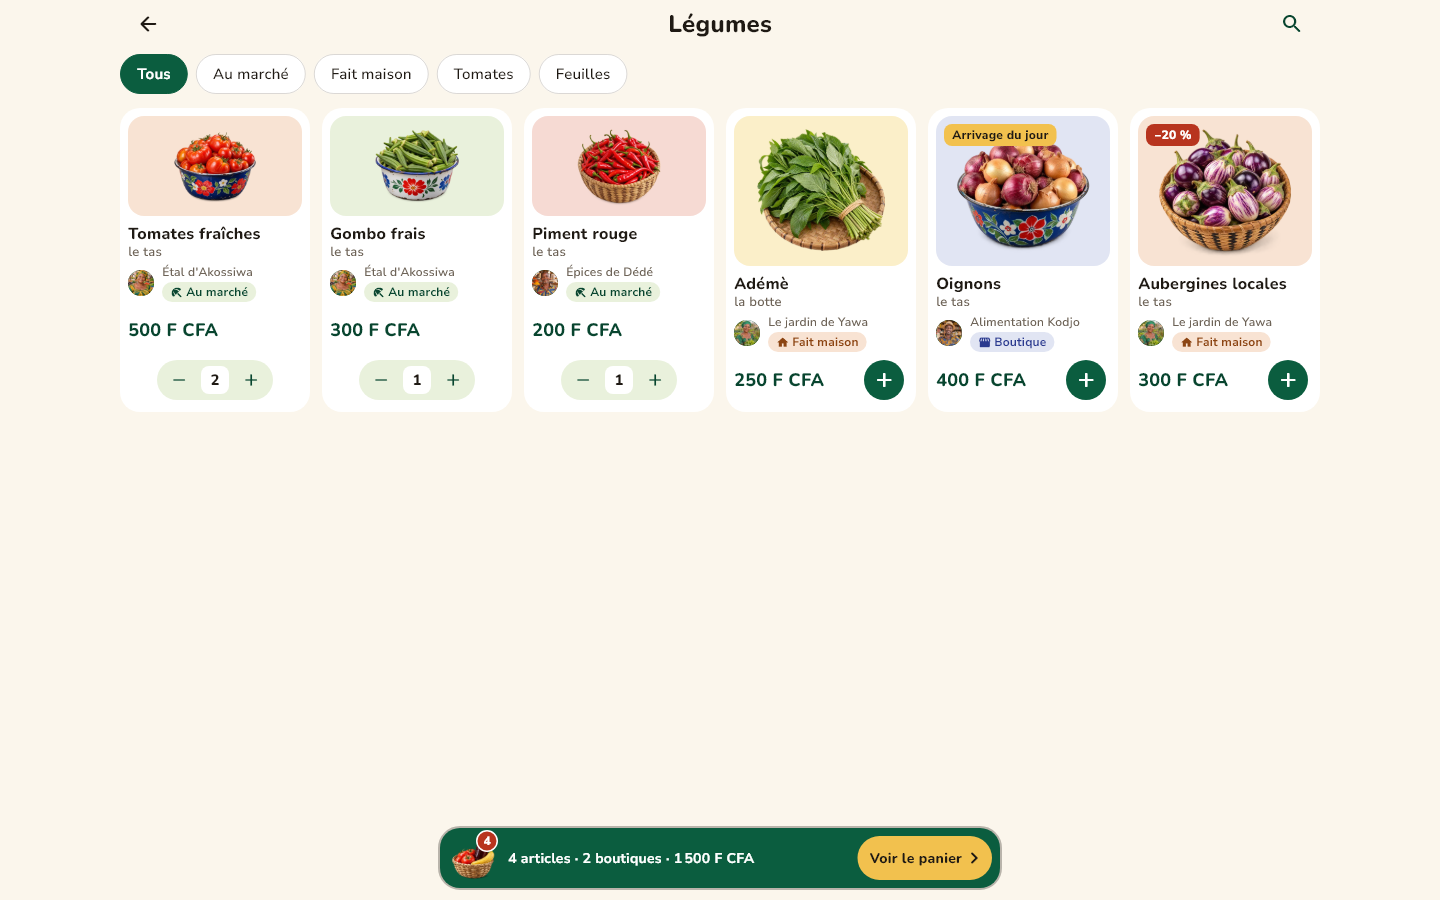 Légumes
Tous
Au marché
Fait maison
Tomates
Feuilles
Tomates fraîches
le tas
Étal d'Akossiwa
Au marché
500 F CFA
− 2 +
Gombo frais
le tas
Étal d'Akossiwa
Au marché
300 F CFA
− 1 +
Piment rouge
le tas
Épices de Dédé
Au marché
200 F CFA
− 1 +
Adémè
la botte
Le jardin de Yawa
Fait maison
250 F CFA
+
Arrivage du jour
Oignons
le tas
Alimentation Kodjo
Boutique
400 F CFA
+
−20 %
Aubergines locales
le tas
Le jardin de Yawa
Fait maison
300 F CFA
+
4
4 articles · 2 boutiques · 1 500 F CFA
Voir le panier